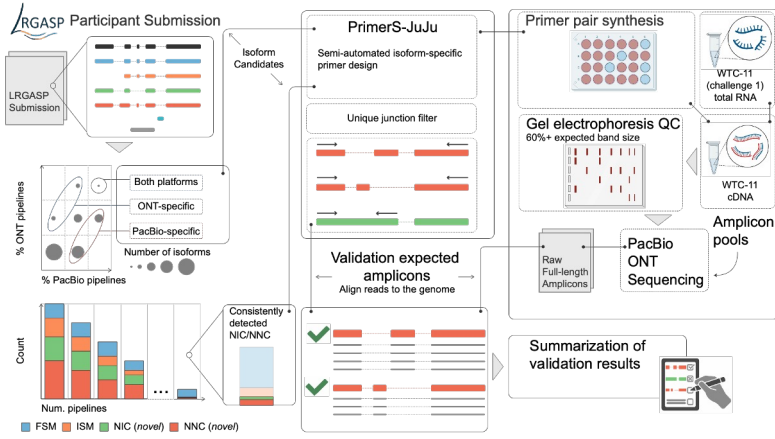 LRGASP Participant Submission
LRGASP
Submission
Isoform
Candidates
% ONT pipelines
Both platforms
ONT-specific
PacBio-specific
Number of isoforms
% PacBio pipelines
Count
Num. pipelines
Consistently
detected
NIC/NNC
FSM
ISM
NIC (novel)
NNC (novel)
PrimerS-JuJu
Semi-automated isoform-specific
primer design
Unique junction filter
Validation expected
amplicons
Align reads to the genome
Primer pair synthesis
WTC-11
(challenge 1)
total RNA
Gel electrophoresis QC
60%+ expected band size
WTC-11
cDNA
Amplicon
pools
Raw
Full-length
Amplicons
PacBio
ONT
Sequencing
Summarization of
validation results